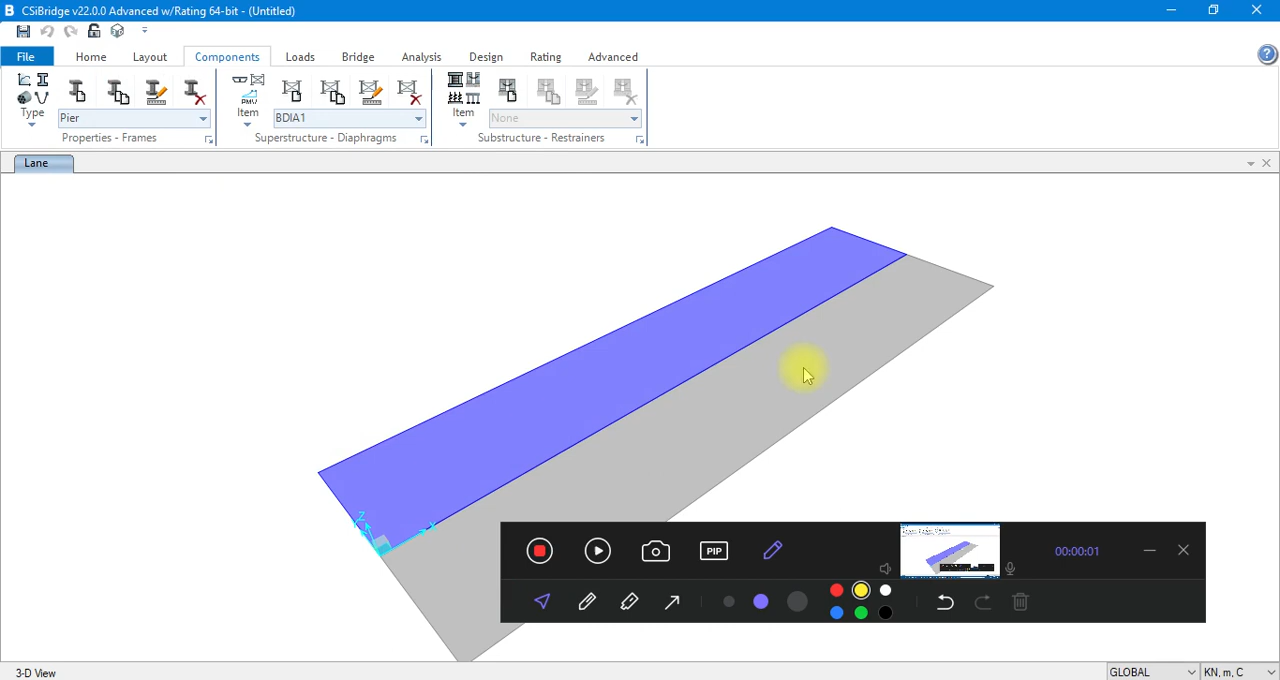 B CSiBridge v22.0.0 Advanced w/Rating 64-bit - (Untitled)
File Home Layout Components Loads Bridge Analysis Design Rating Advanced
Type Item PMM Item
Pier BDIA1 None
Properties - Frames Superstructure - Diaphragms Substructure - Restrainers
Lane
Z X
PIP 00:00:01
3-D View GLOBAL KN, m, C